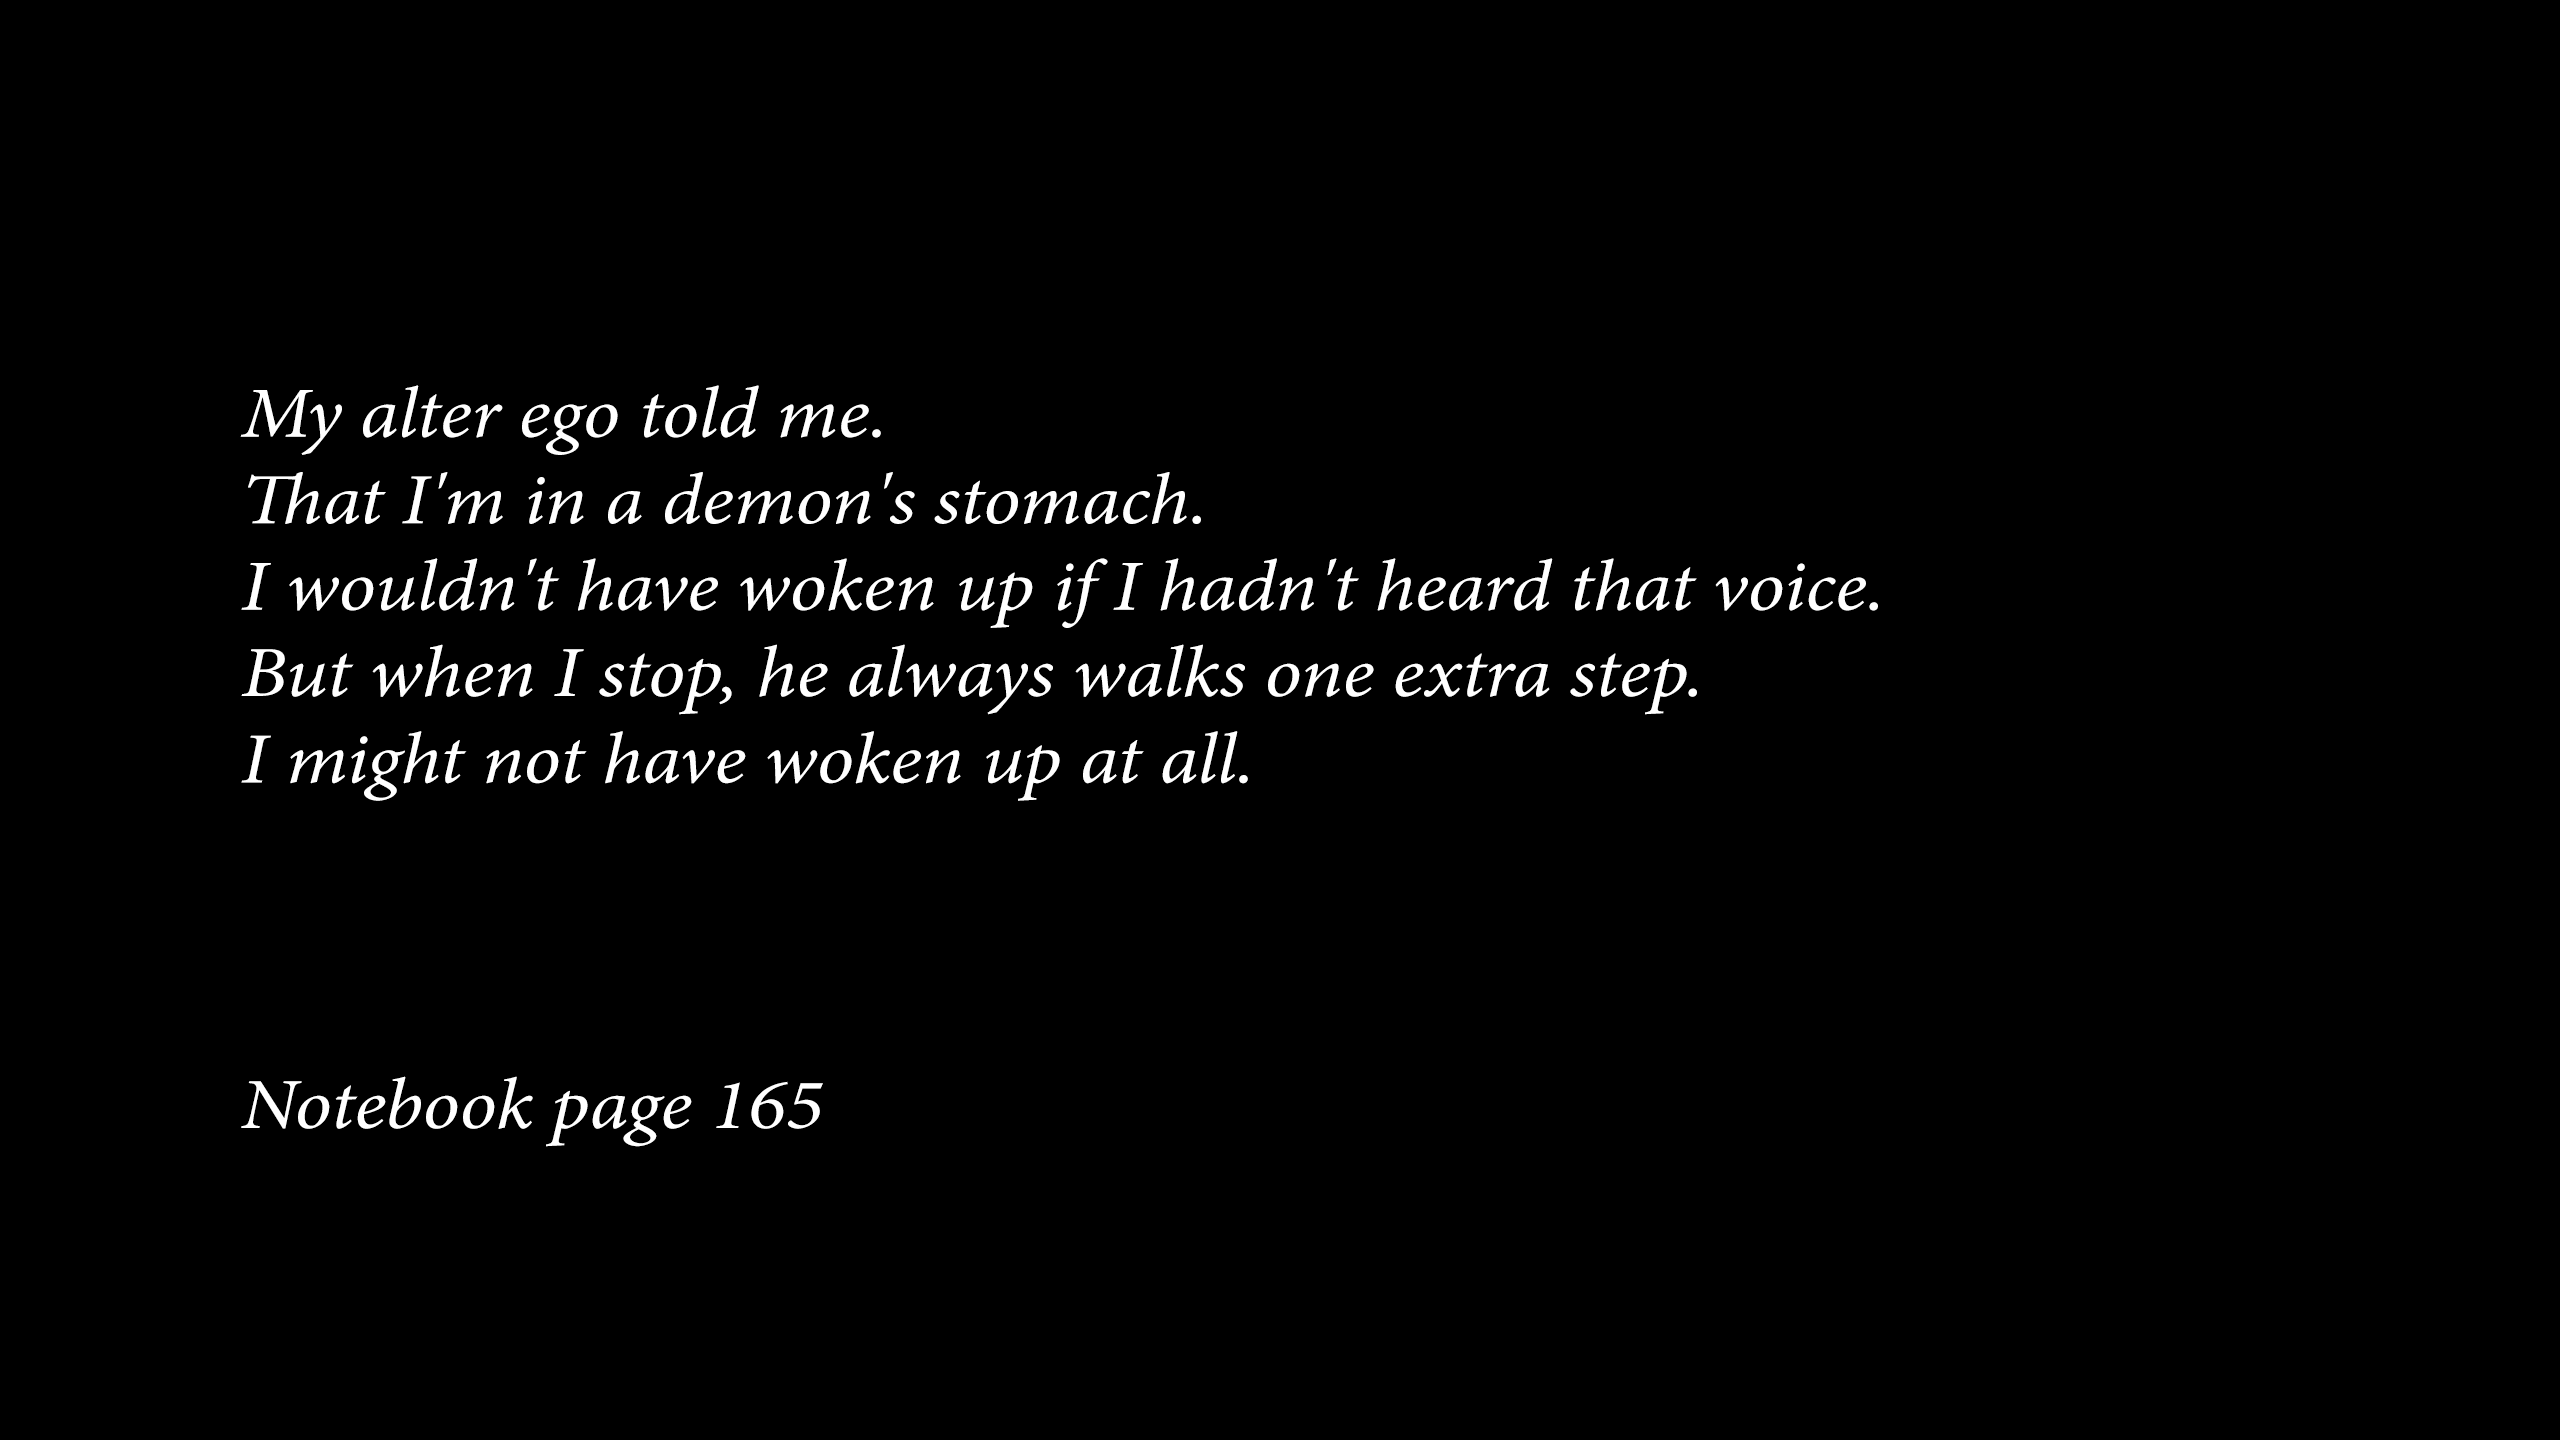 My alter ego told me.
That I'm in a demon's stomach.
I wouldn't have woken up if I hadn't heard that voice.
But when I stop, he always walks one extra step.
I might not have woken up at all.
Notebook page 165